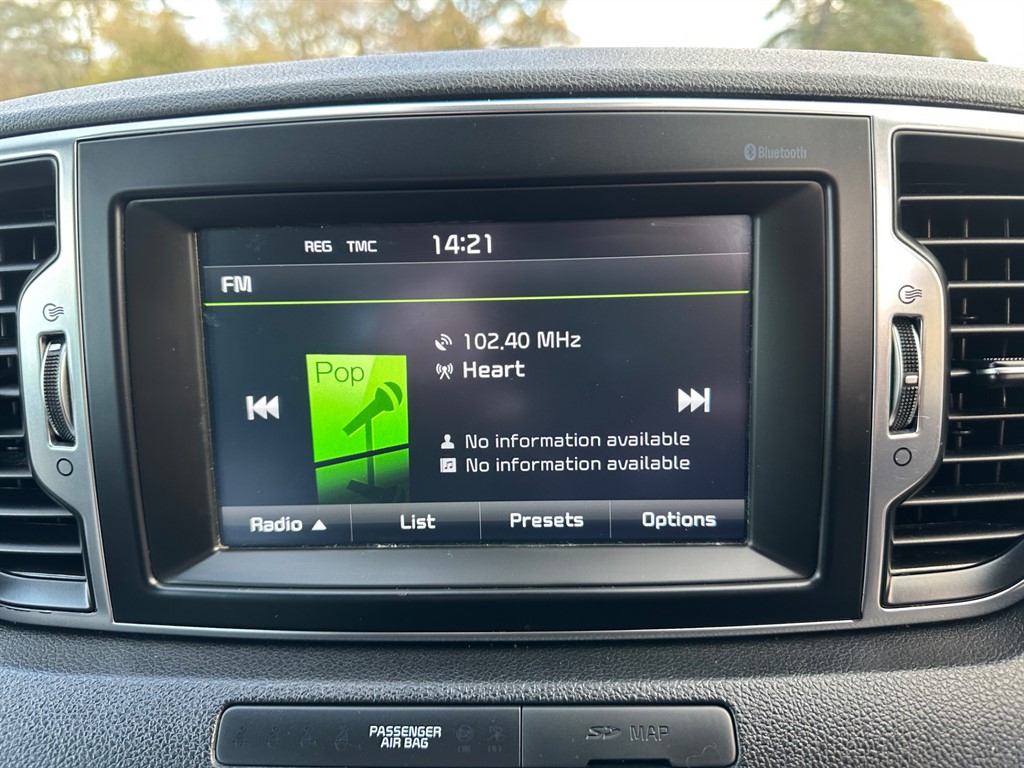 Bluetooth
REG TMC 14:21
FM
102.40 MHz
Heart
Pop
No information available
No information available
Radio List Presets Options
PASSENGER
AIR BAG
SD MAP